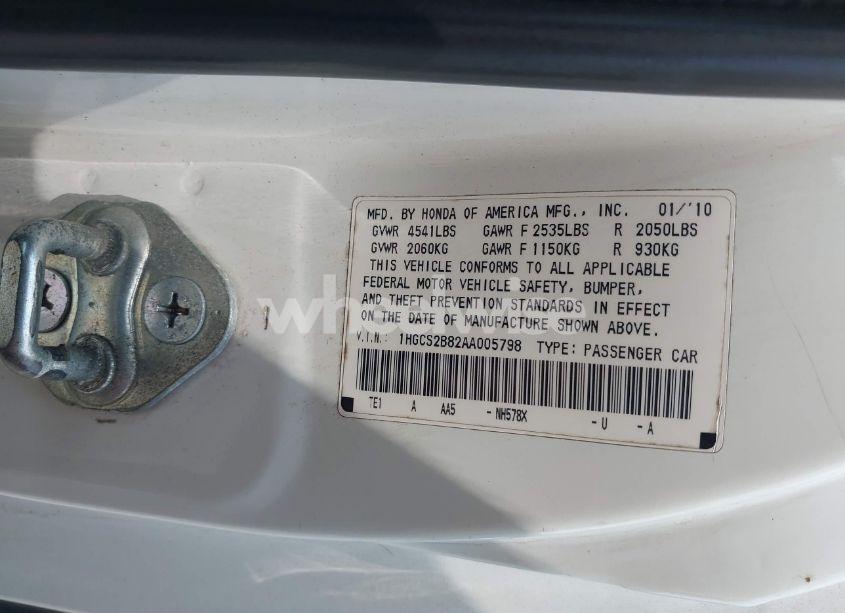 MFD. BY HONDA OF AMERICA MFG., INC. 01/'10
GVWR 4541LBS GAWR F 2535LBS R 2050LBS
GVWR 2060KG GAWR F 1150KG R 930KG
THIS VEHICLE CONFORMS TO ALL APPLICABLE
FEDERAL MOTOR VEHICLE SAFETY, BUMPER,
AND THEFT PREVENTION STANDARDS IN EFFECT
ON THE DATE OF MANUFACTURE SHOWN ABOVE.
V.I.N.: 1HGCS2B82AA005798 TYPE: PASSENGER CAR
TE1 A AA5 -NH578X -U -A